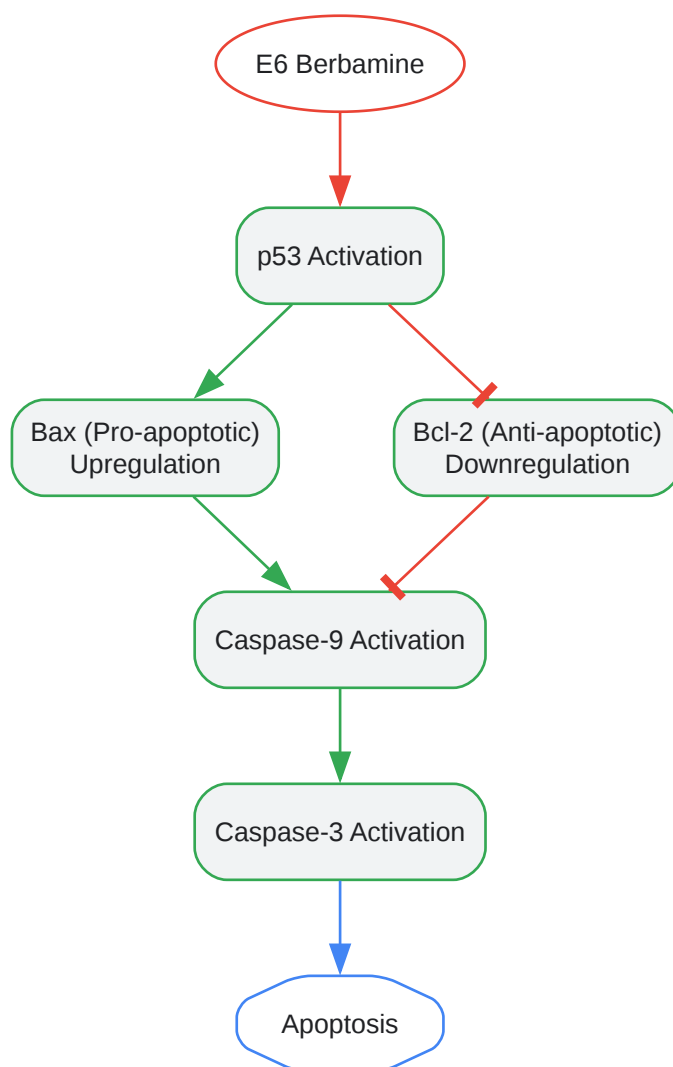 E6 Berbamine
p53 Activation
Bax (Pro-apoptotic)
Upregulation
Bcl-2 (Anti-apoptotic)
Downregulation
Caspase-9 Activation
Caspase-3 Activation
Apoptosis